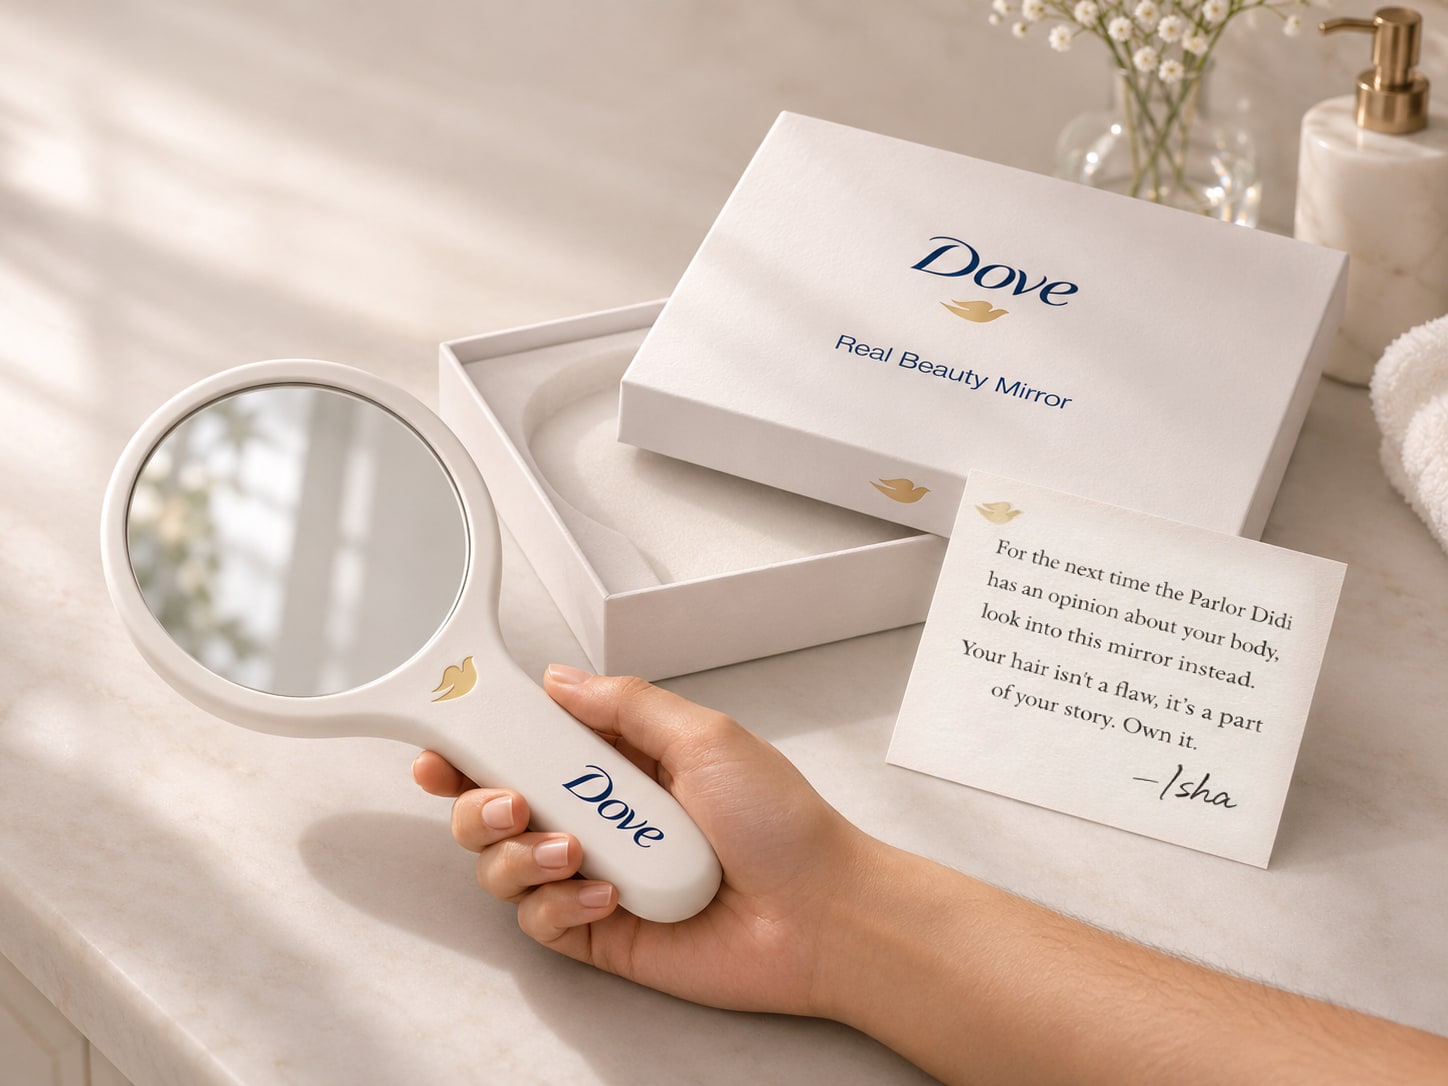 Dove
Real Beauty Mirror
For the next time the Parlor Didi
has an opinion about your body,
look into this mirror instead.
Your hair isn't a flaw, it's a part
of your story. Own it.
—Isha
Dove